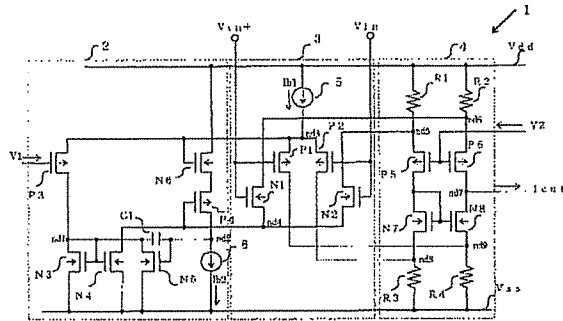 1
Vin+
Vin
2
3
4
Vdd
Ib1
5
R1
R2
P2
nd3
nd5
nd6
V1
V2
P1
P3
N6
P5
P6
N1
N2
Iout
P4
nd7
C1
nd4
N7
N8
nd1
nd2
nd9
N3
N4
N5
6
nd8
Ib2
R3
R4
Vss